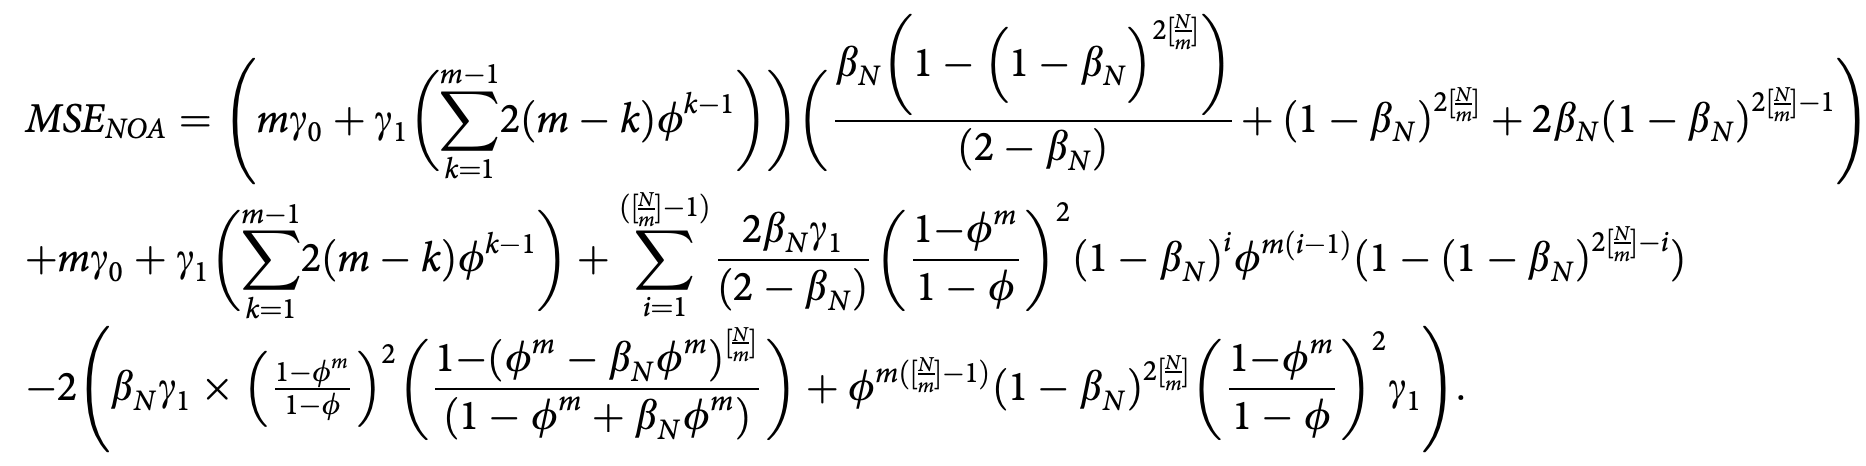 MSE_{NOA} = \left( m\gamma_0 + \gamma_1 \left( \sum_{k=1}^{m-1} 2(m-k)\phi^{k-1} \right) \right) \left( \frac{\beta_N \left( 1 - \left( 1 - \beta_N \right)^{2[\frac{N}{m}]} \right)}{(2 - \beta_N)} + (1 - \beta_N)^{2[\frac{N}{m}]} + 2\beta_N (1 - \beta_N)^{2[\frac{N}{m}]-1} \right)
+ m\gamma_0 + \gamma_1 \left( \sum_{k=1}^{m-1} 2(m-k)\phi^{k-1} \right) + \sum_{i=1}^{([\frac{N}{m}]-1)} \frac{2\beta_N \gamma_1}{(2 - \beta_N)} \left( \frac{1-\phi^m}{1-\phi} \right)^2 (1 - \beta_N)^i \phi^{m(i-1)} (1 - (1 - \beta_N)^{2[\frac{N}{m}]-i})
-2 \left( \beta_N \gamma_1 \times \left( \frac{1-\phi^m}{1-\phi} \right)^2 \left( \frac{1-(\phi^m - \beta_N \phi^m)^{[\frac{N}{m}]}}{(1 - \phi^m + \beta_N \phi^m)} \right) + \phi^{m([\frac{N}{m}]-1)} (1 - \beta_N)^{2[\frac{N}{m}]} \left( \frac{1-\phi^m}{1-\phi} \right)^2 \gamma_1 \right).